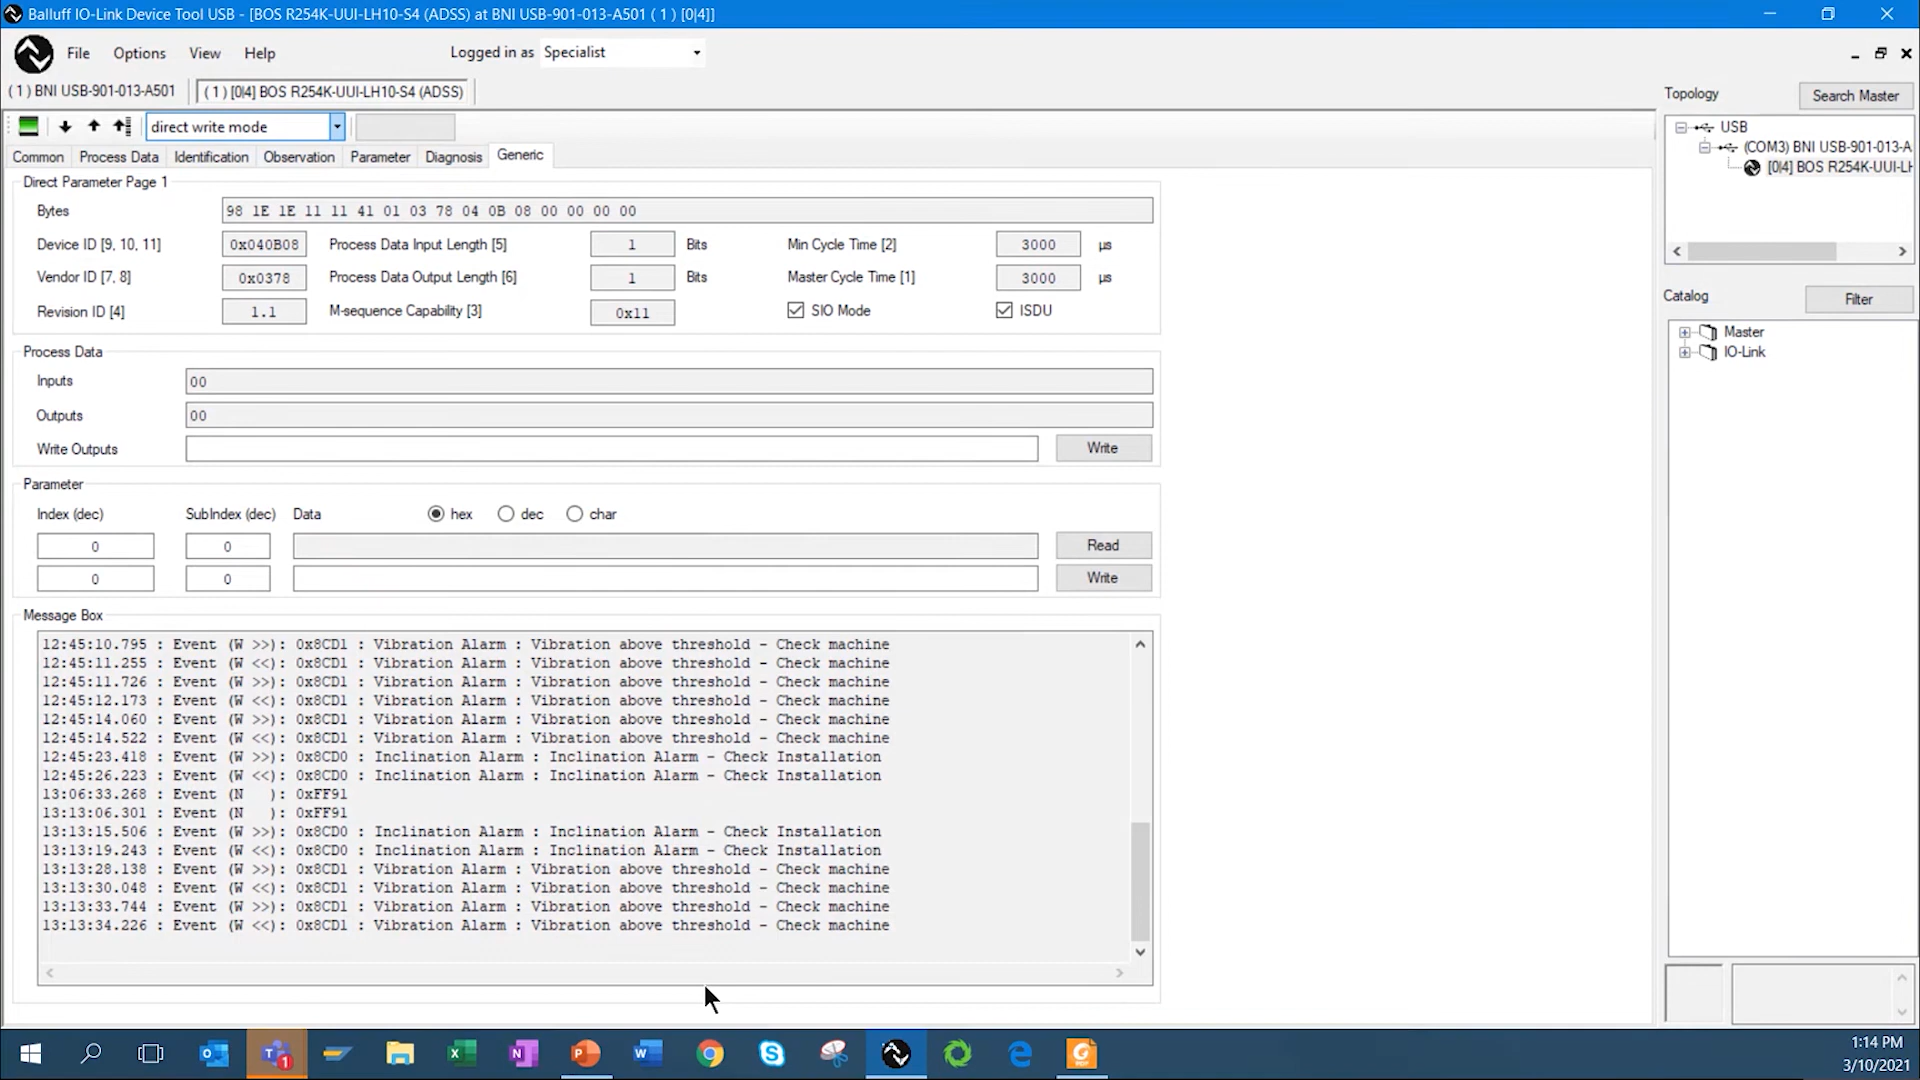 Balluff IO-Link Device Tool USB - [BOS R254K-UUI-LH10-S4 (ADSS) at BNI USB-901-013-A501 ( 1 ) [0|4]]
File Options View Help Logged in as Specialist
( 1 ) BNI USB-901-013-A501 ( 1 ) [0|4] BOS R254K-UUI-LH10-S4 (ADSS)
Topology Search Master
direct write mode
USB
(COM3) BNI USB-901-013-A
[0|4] BOS R254K-UUI-LH
Common Process Data Identification Observation Parameter Diagnosis Generic
Direct Parameter Page 1
Bytes 98 1E 1E 11 11 41 01 03 78 04 0B 08 00 00 00 00
Device ID [9, 10, 11] 0x040B08 Process Data Input Length [5] 1 Bits Min Cycle Time [2] 3000 µs
Vendor ID [7, 8] 0x0378 Process Data Output Length [6] 1 Bits Master Cycle Time [1] 3000 µs
Revision ID [4] 1.1 M-sequence Capability [3] 0x11 SIO Mode ISDU
Catalog Filter
Master
IO-Link
Process Data
Inputs 00
Outputs 00
Write Outputs Write
Parameter
Index (dec) SubIndex (dec) Data hex dec char
0 0 Read
0 0 Write
Message Box
12:45:10.795 : Event (W >>): 0x8CD1 : Vibration Alarm : Vibration above threshold - Check machine
12:45:11.255 : Event (W <<): 0x8CD1 : Vibration Alarm : Vibration above threshold - Check machine
12:45:11.726 : Event (W >>): 0x8CD1 : Vibration Alarm : Vibration above threshold - Check machine
12:45:12.173 : Event (W <<): 0x8CD1 : Vibration Alarm : Vibration above threshold - Check machine
12:45:14.060 : Event (W >>): 0x8CD1 : Vibration Alarm : Vibration above threshold - Check machine
12:45:14.522 : Event (W <<): 0x8CD1 : Vibration Alarm : Vibration above threshold - Check machine
12:45:23.418 : Event (W >>): 0x8CD0 : Inclination Alarm : Inclination Alarm - Check Installation
12:45:26.223 : Event (W <<): 0x8CD0 : Inclination Alarm : Inclination Alarm - Check Installation
13:06:33.268 : Event (N   ): 0xFF91
13:13:06.301 : Event (N   ): 0xFF91
13:13:15.506 : Event (W >>): 0x8CD0 : Inclination Alarm : Inclination Alarm - Check Installation
13:13:19.243 : Event (W <<): 0x8CD0 : Inclination Alarm : Inclination Alarm - Check Installation
13:13:28.138 : Event (W >>): 0x8CD1 : Vibration Alarm : Vibration above threshold - Check machine
13:13:30.048 : Event (W <<): 0x8CD1 : Vibration Alarm : Vibration above threshold - Check machine
13:13:33.744 : Event (W >>): 0x8CD1 : Vibration Alarm : Vibration above threshold - Check machine
13:13:34.226 : Event (W <<): 0x8CD1 : Vibration Alarm : Vibration above threshold - Check machine
1:14 PM
3/10/2021